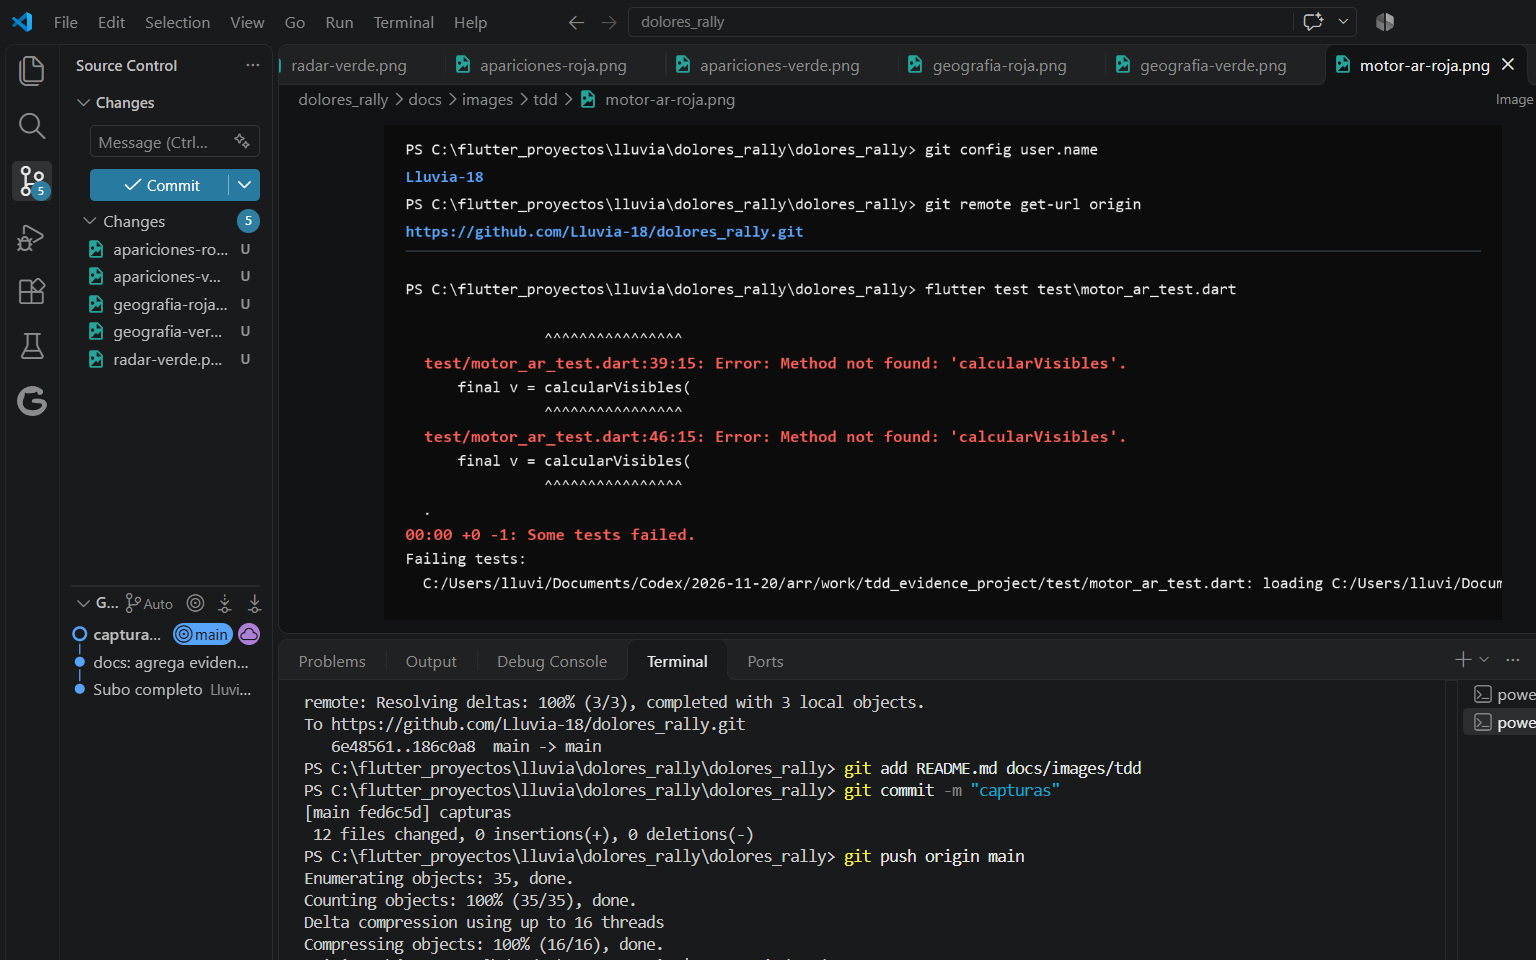 File Edit Selection View Go Run Terminal Help
dolores_rally
Source Control
Changes
Message (Ctrl...
Commit
Changes 5
apariciones-ro... U
apariciones-v... U
geografia-roja... U
geografia-ver... U
radar-verde.p... U
5
G... Auto
captura... main
docs: agrega eviden...
Subo completo Lluvi...
radar-verde.png apariciones-roja.png apariciones-verde.png geografia-roja.png geografia-verde.png motor-ar-roja.png
dolores_rally > docs > images > tdd > motor-ar-roja.png
Image
PS C:\flutter_proyectos\lluvia\dolores_rally\dolores_rally> git config user.name
Lluvia-18
PS C:\flutter_proyectos\lluvia\dolores_rally\dolores_rally> git remote get-url origin
https://github.com/Lluvia-18/dolores_rally.git
PS C:\flutter_proyectos\lluvia\dolores_rally\dolores_rally> flutter test test\motor_ar_test.dart
^^^^^^^^^^^^^^^^
test/motor_ar_test.dart:39:15: Error: Method not found: 'calcularVisibles'.
final v = calcularVisibles(
^^^^^^^^^^^^^^^^
test/motor_ar_test.dart:46:15: Error: Method not found: 'calcularVisibles'.
final v = calcularVisibles(
^^^^^^^^^^^^^^^^
.
00:00 +0 -1: Some tests failed.
Failing tests:
C:/Users/lluvi/Documents/Codex/2026-11-20/arr/work/tdd_evidence_project/test/motor_ar_test.dart: loading C:/Users/lluvi/Docum
Problems Output Debug Console Terminal Ports
remote: Resolving deltas: 100% (3/3), completed with 3 local objects.
To https://github.com/Lluvia-18/dolores_rally.git
6e48561..186c0a8 main -> main
PS C:\flutter_proyectos\lluvia\dolores_rally\dolores_rally> git add README.md docs/images/tdd
PS C:\flutter_proyectos\lluvia\dolores_rally\dolores_rally> git commit -m "capturas"
[main fed6c5d] capturas
12 files changed, 0 insertions(+), 0 deletions(-)
PS C:\flutter_proyectos\lluvia\dolores_rally\dolores_rally> git push origin main
Enumerating objects: 35, done.
Counting objects: 100% (35/35), done.
Delta compression using up to 16 threads
Compressing objects: 100% (16/16), done.
powe
powe